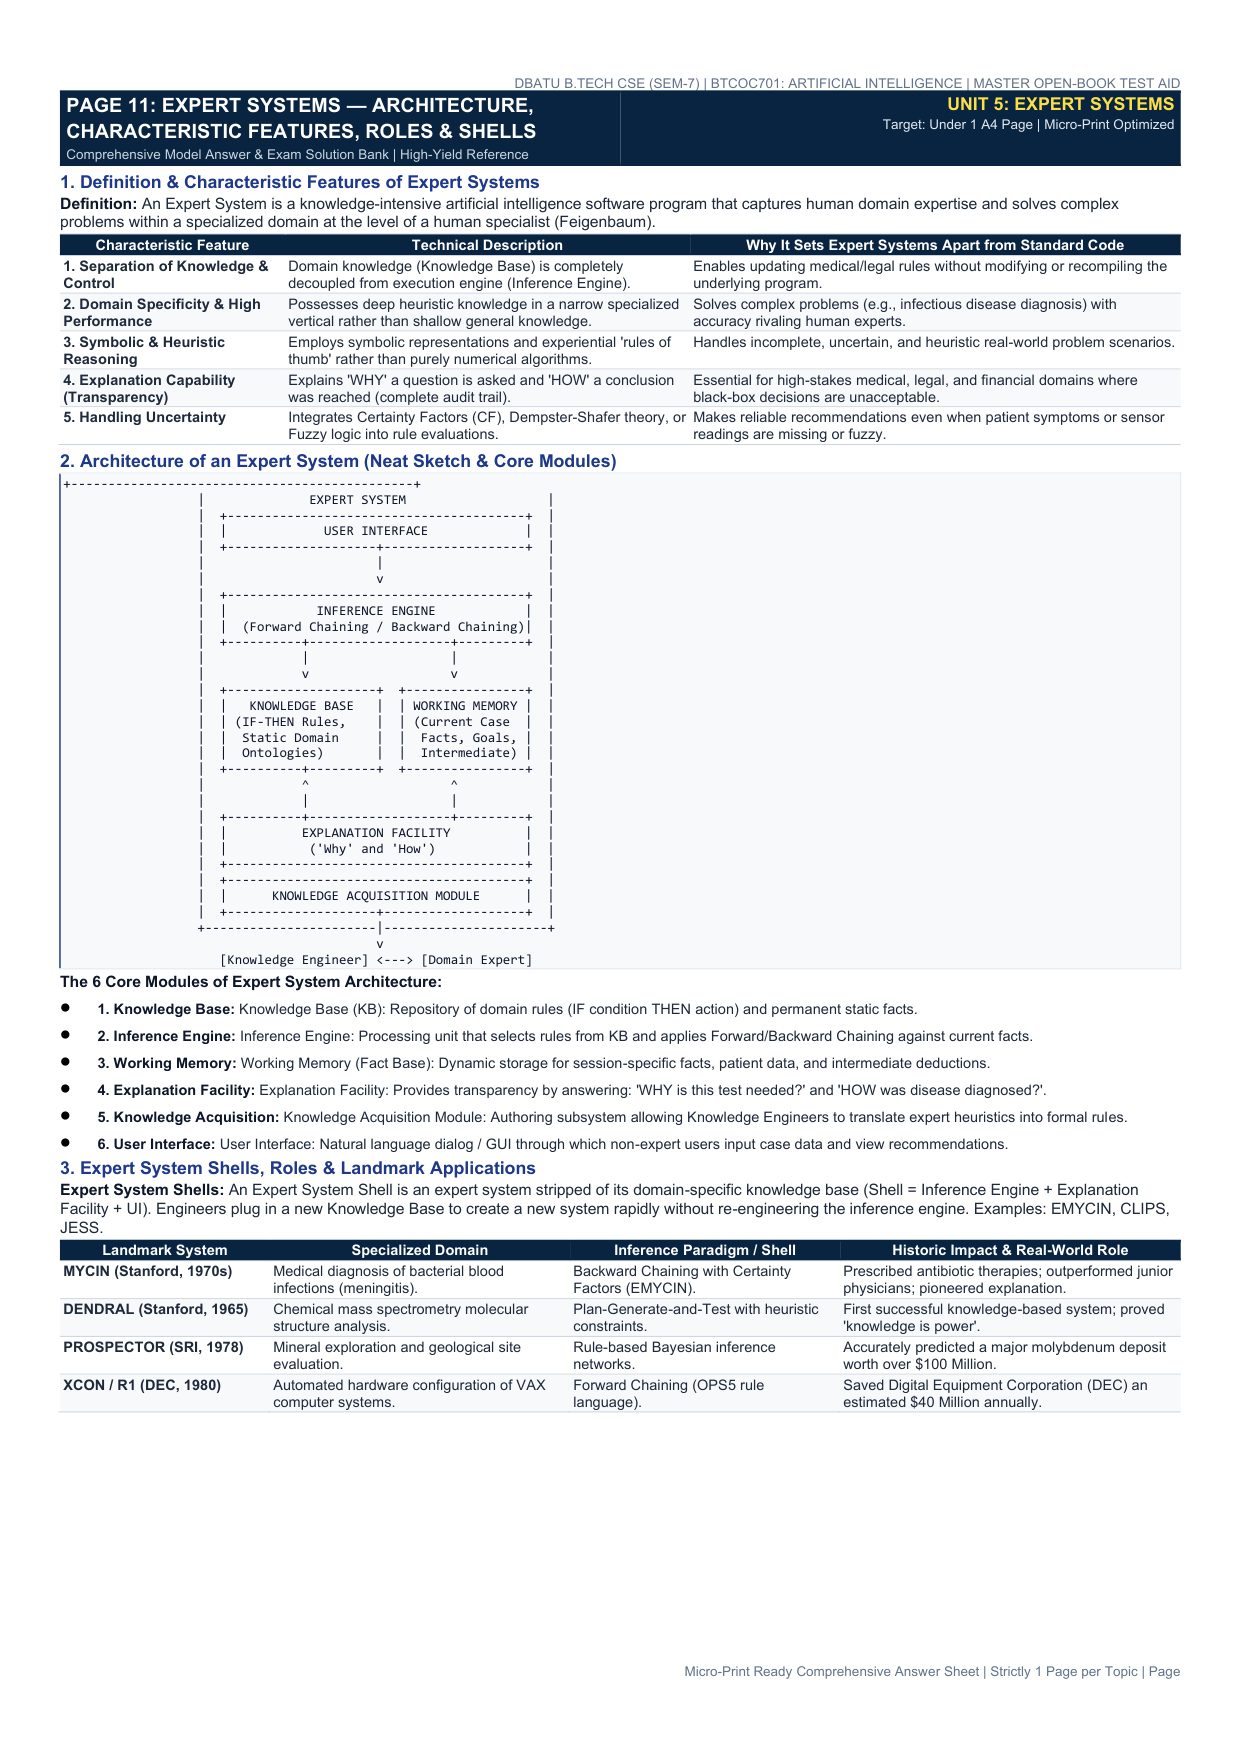 DBATU B.TECH CSE (SEM-7) | BTCOC701: ARTIFICIAL INTELLIGENCE | MASTER OPEN-BOOK TEST AID
PAGE 11: EXPERT SYSTEMS — ARCHITECTURE,
CHARACTERISTIC FEATURES, ROLES & SHELLS
Comprehensive Model Answer & Exam Solution Bank | High-Yield Reference
UNIT 5: EXPERT SYSTEMS
Target: Under 1 A4 Page | Micro-Print Optimized
1. Definition & Characteristic Features of Expert Systems
Definition: An Expert System is a knowledge-intensive artificial intelligence software program that captures human domain expertise and solves complex
problems within a specialized domain at the level of a human specialist (Feigenbaum).
Characteristic Feature Technical Description Why It Sets Expert Systems Apart from Standard Code
1. Separation of Knowledge & Domain knowledge (Knowledge Base) is completely Enables updating medical/legal rules without modifying or recompiling the
Control decoupled from execution engine (Inference Engine). underlying program.
2. Domain Specificity & High Possesses deep heuristic knowledge in a narrow specialized Solves complex problems (e.g., infectious disease diagnosis) with
Performance vertical rather than shallow general knowledge. accuracy rivaling human experts.
3. Symbolic & Heuristic Employs symbolic representations and experiential 'rules of Handles incomplete, uncertain, and heuristic real-world problem scenarios.
Reasoning thumb' rather than purely numerical algorithms.
4. Explanation Capability Explains 'WHY' a question is asked and 'HOW' a conclusion Essential for high-stakes medical, legal, and financial domains where
(Transparency) was reached (complete audit trail). black-box decisions are unacceptable.
5. Handling Uncertainty Integrates Certainty Factors (CF), Dempster-Shafer theory, or Makes reliable recommendations even when patient symptoms or sensor
Fuzzy logic into rule evaluations. readings are missing or fuzzy.
2. Architecture of an Expert System (Neat Sketch & Core Modules)
+----------------------------------------------+
| EXPERT SYSTEM |
| +-----------------------------------------+ |
| | USER INTERFACE | |
| +--------------------+--------------------+ |
| | |
| v |
| +-----------------------------------------+ |
| | INFERENCE ENGINE | |
| | (Forward Chaining / Backward Chaining)| |
| +----------+-------------------+---------+ |
| | | |
| v v |
| +--------------------+ +----------------+ |
| | KNOWLEDGE BASE | | WORKING MEMORY | |
| | (IF-THEN Rules, | | (Current Case | |
| | Static Domain | | Facts, Goals, | |
| | Ontologies) | | Intermediate) | |
| +----------+---------+ +----------------+ |
| ^ ^ |
| | | |
| +----------+-------------------+---------+ |
| | EXPLANATION FACILITY | |
| | ('Why' and 'How') | |
| +----------------------------------------+ |
| +----------------------------------------+ |
| | KNOWLEDGE ACQUISITION MODULE | |
| +--------------------+-------------------+ |
+-----------------------|----------------------+
v
[Knowledge Engineer] <---> [Domain Expert]
The 6 Core Modules of Expert System Architecture:
● 1. Knowledge Base: Knowledge Base (KB): Repository of domain rules (IF condition THEN action) and permanent static facts.
● 2. Inference Engine: Inference Engine: Processing unit that selects rules from KB and applies Forward/Backward Chaining against current facts.
● 3. Working Memory: Working Memory (Fact Base): Dynamic storage for session-specific facts, patient data, and intermediate deductions.
● 4. Explanation Facility: Explanation Facility: Provides transparency by answering: 'WHY is this test needed?' and 'HOW was disease diagnosed?'.
● 5. Knowledge Acquisition: Knowledge Acquisition Module: Authoring subsystem allowing Knowledge Engineers to translate expert heuristics into formal rules.
● 6. User Interface: User Interface: Natural language dialog / GUI through which non-expert users input case data and view recommendations.
3. Expert System Shells, Roles & Landmark Applications
Expert System Shells: An Expert System Shell is an expert system stripped of its domain-specific knowledge base (Shell = Inference Engine + Explanation
Facility + UI). Engineers plug in a new Knowledge Base to create a new system rapidly without re-engineering the inference engine. Examples: EMYCIN, CLIPS,
JESS.
Landmark System Specialized Domain Inference Paradigm / Shell Historic Impact & Real-World Role
MYCIN (Stanford, 1970s) Medical diagnosis of bacterial blood Backward Chaining with Certainty Prescribed antibiotic therapies; outperformed junior
infections (meningitis). Factors (EMYCIN). physicians; pioneered explanation.
DENDRAL (Stanford, 1965) Chemical mass spectrometry molecular Plan-Generate-and-Test with heuristic First successful knowledge-based system; proved
structure analysis. constraints. 'knowledge is power'.
PROSPECTOR (SRI, 1978) Mineral exploration and geological site Rule-based Bayesian inference Accurately predicted a major molybdenum deposit
evaluation. networks. worth over $100 Million.
XCON / R1 (DEC, 1980) Automated hardware configuration of VAX Forward Chaining (OPS5 rule Saved Digital Equipment Corporation (DEC) an
computer systems. language). estimated $40 Million annually.
Micro-Print Ready Comprehensive Answer Sheet | Strictly 1 Page per Topic | Page